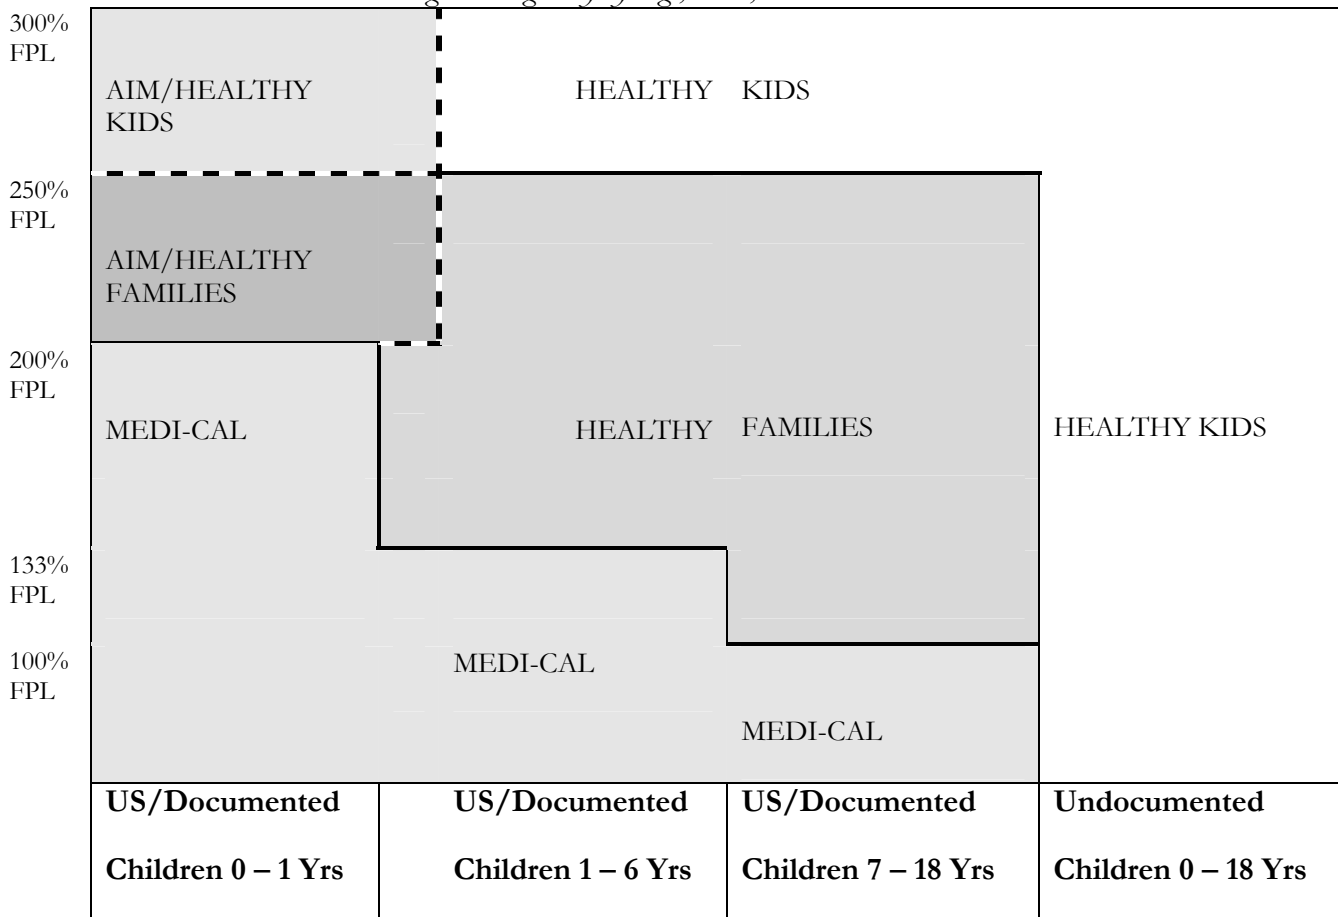 300%
FPL
AIM/HEALTHY
KIDS
HEALTHY KIDS
250%
FPL
AIM/HEALTHY
FAMILIES
200%
FPL
MEDI-CAL
HEALTHY FAMILIES
HEALTHY KIDS
133%
FPL
100%
FPL
MEDI-CAL
MEDI-CAL
US/Documented
Children 0 – 1 Yrs
US/Documented
Children 1 – 6 Yrs
US/Documented
Children 7 – 18 Yrs
Undocumented
Children 0 – 18 Yrs